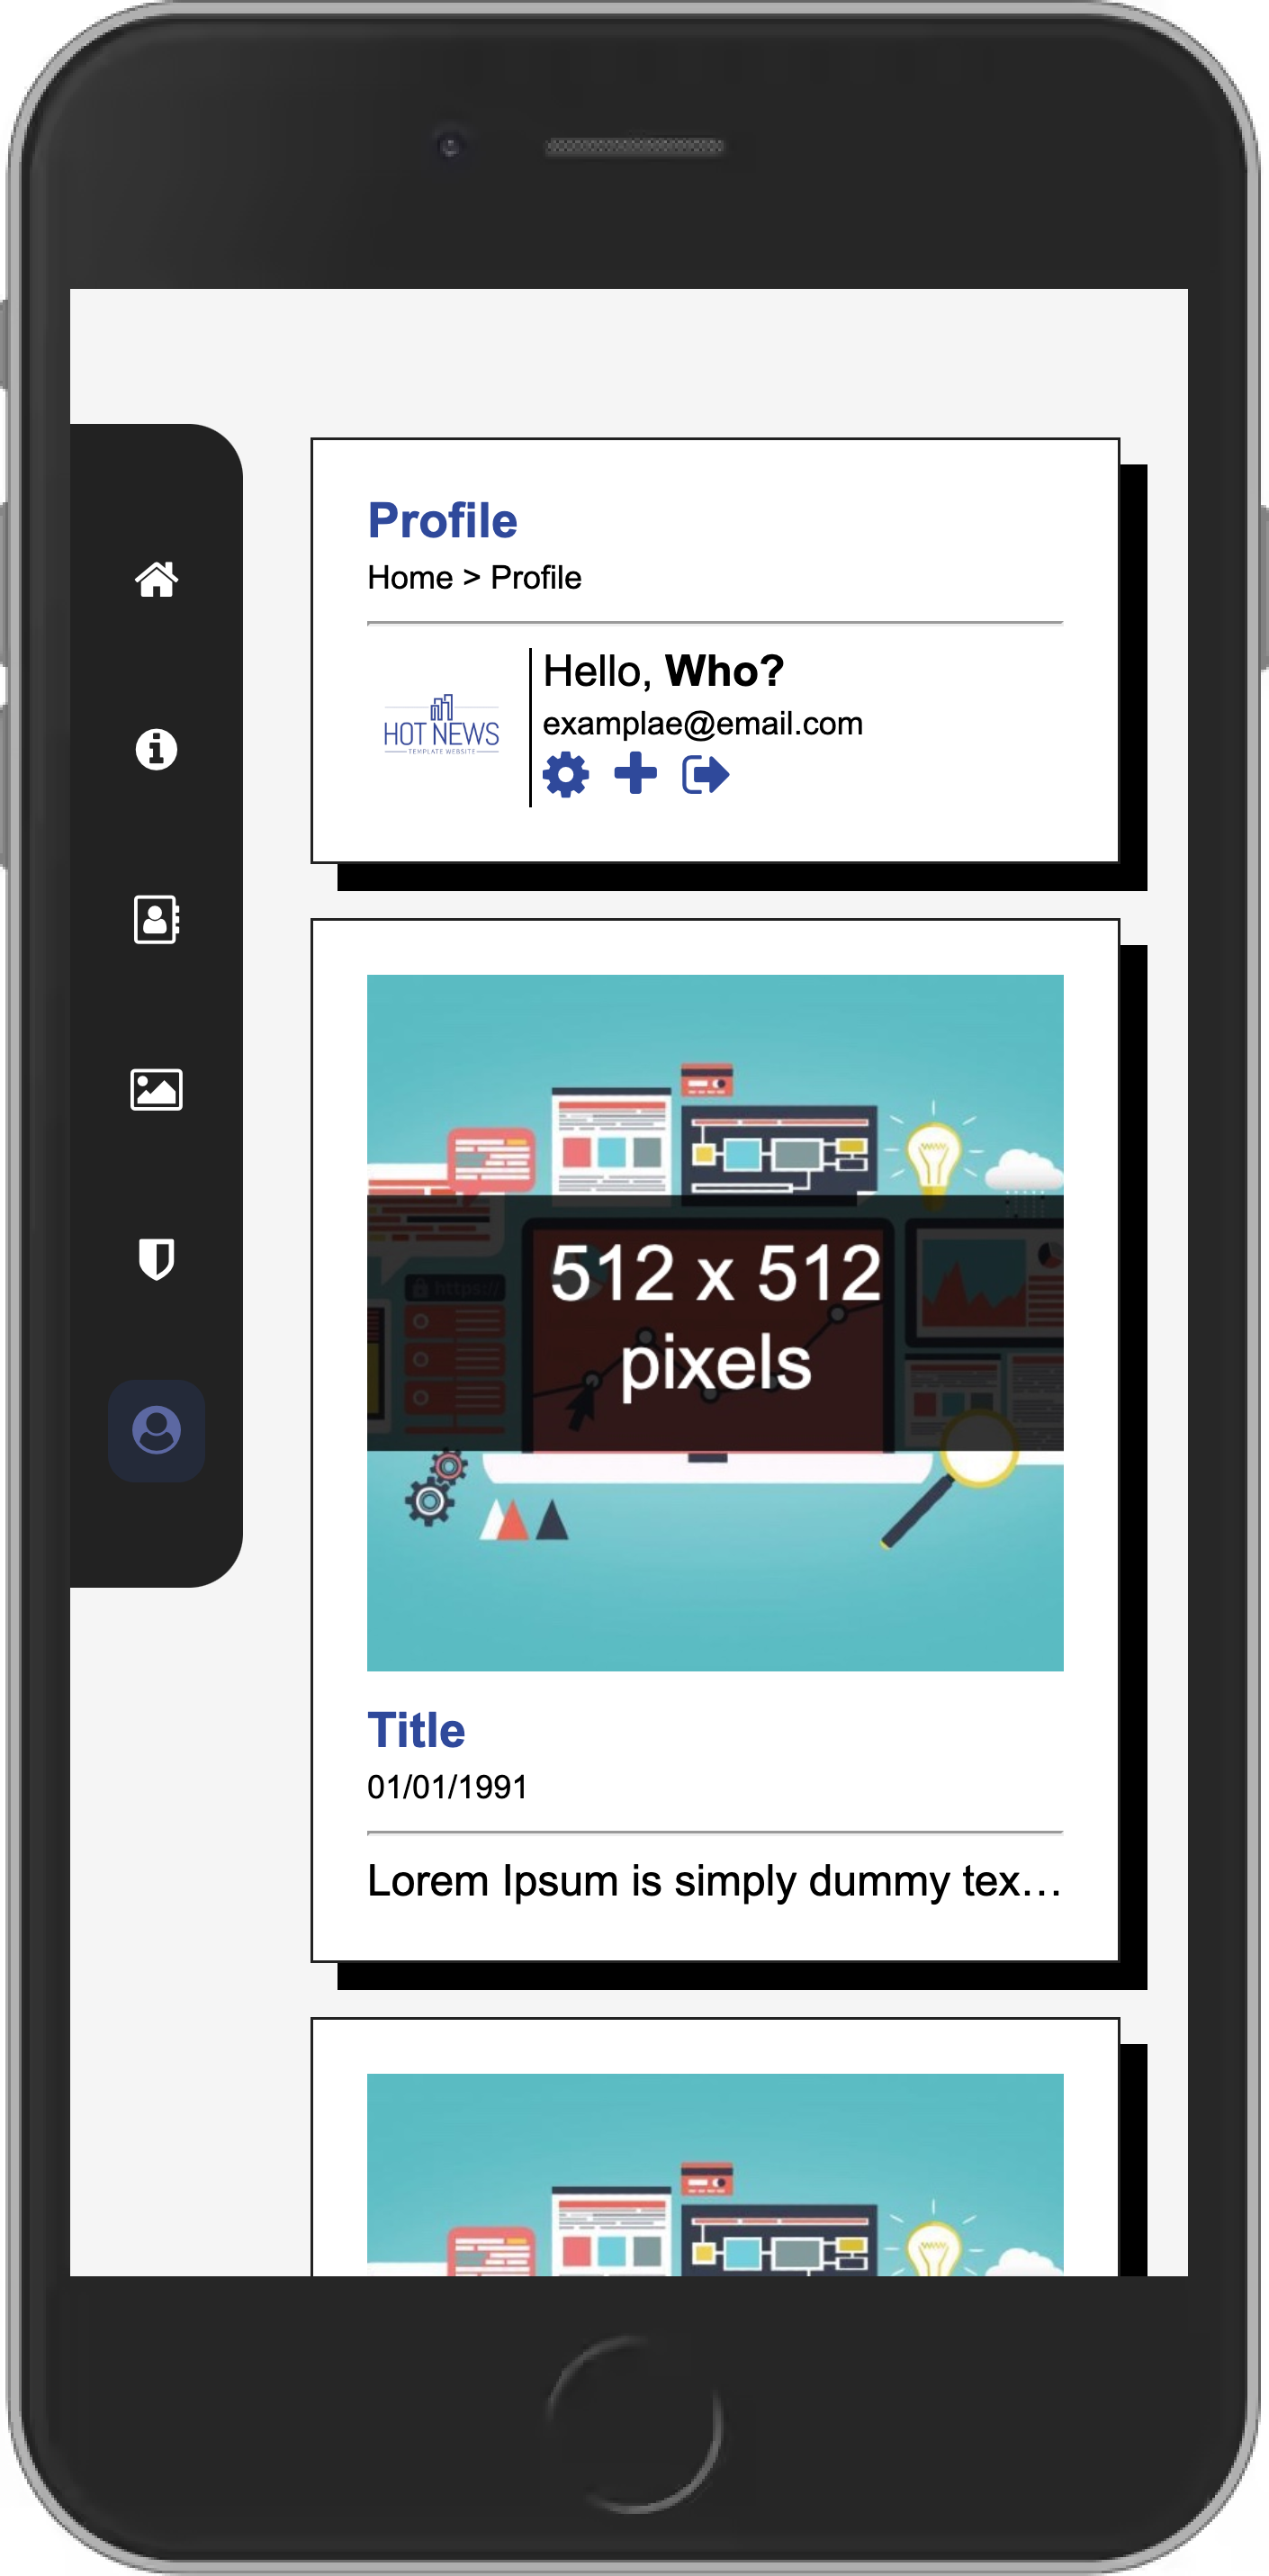 Profile
Home > Profile
Hello, Who?
HOT NEWS
TEMPLATE WEBSITE
examplae@email.com
https://
512 x 512
pixels
Title
01/01/1991
Lorem Ipsum is simply dummy tex...